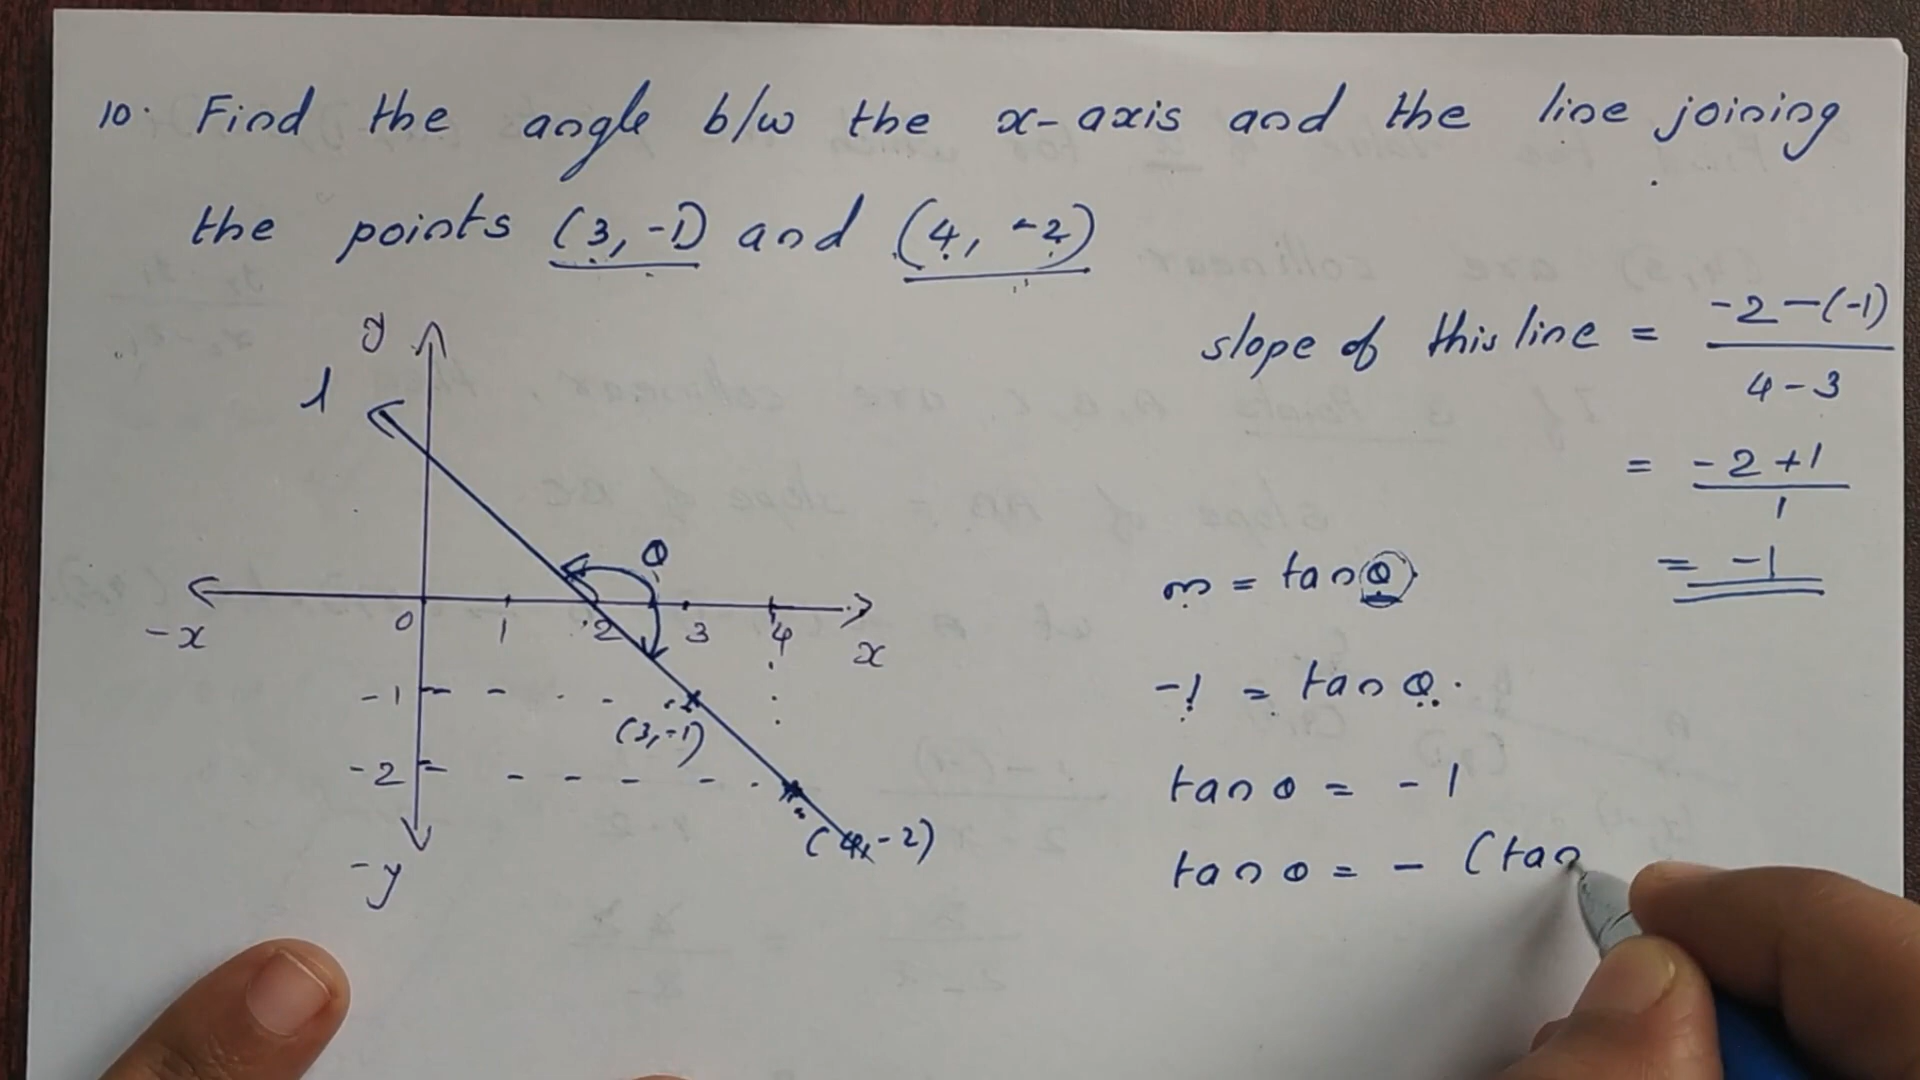 10. Find the angle b/w the x-axis and the line joining
the points (3, -1) and (4, -2)
slope of this line = -2-(-1) / 4-3
= -2+1 / 1
= -1
m = tan θ
-1 = tan θ.
tan θ = -1
tan θ = - (tan
y
l
θ
-x 0 1 2 3 4 x
-1
(3,-1)
-2
(4,-2)
-y